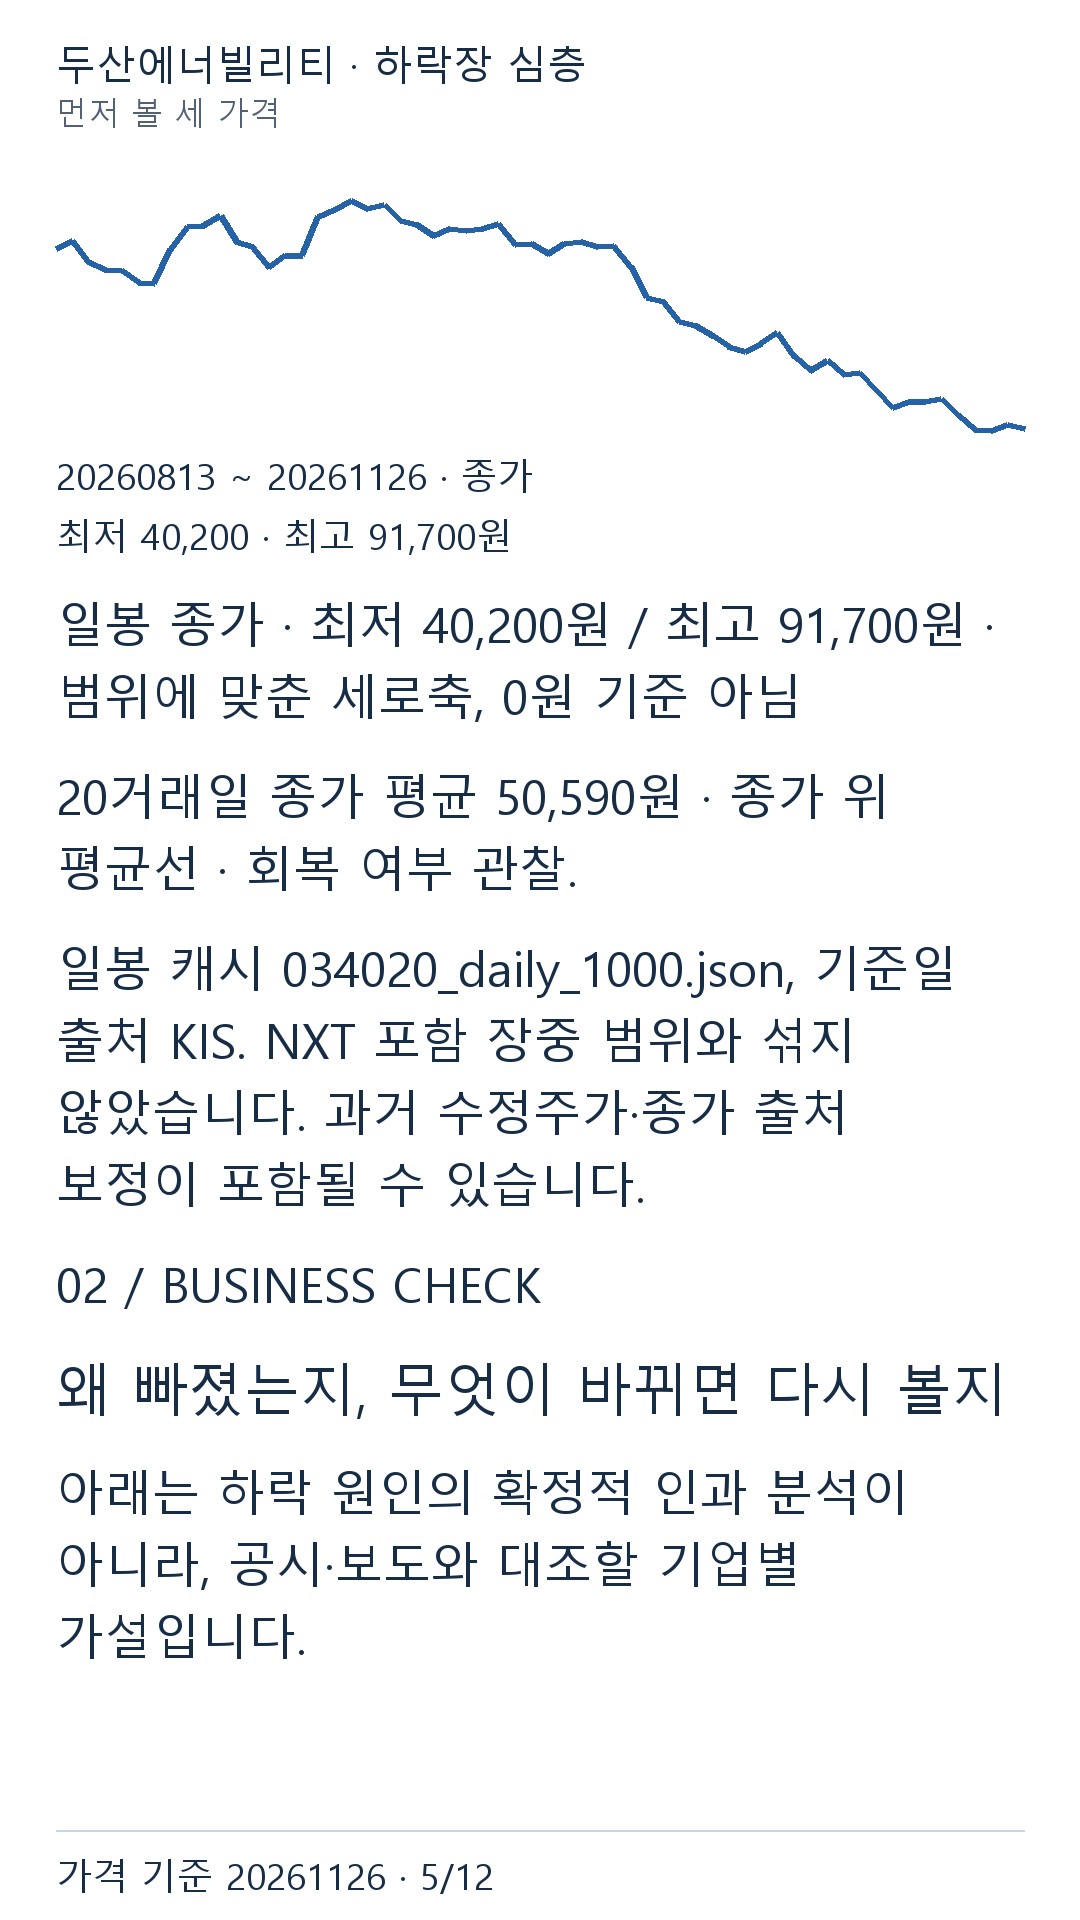 두산에너빌리티 · 하락장 심층
먼저 볼 세 가격
20260813 ~ 20261126 · 종가
최저 40,200 · 최고 91,700원
일봉 종가 · 최저 40,200원 / 최고 91,700원 ·
범위에 맞춘 세로축, 0원 기준 아님
20거래일 종가 평균 50,590원 · 종가 위
평균선 · 회복 여부 관찰.
일봉 캐시 034020_daily_1000.json, 기준일
출처 KIS. NXT 포함 장중 범위와 섞지
않았습니다. 과거 수정주가·종가 출처
보정이 포함될 수 있습니다.
02 / BUSINESS CHECK
왜 빠졌는지, 무엇이 바뀌면 다시 볼지
아래는 하락 원인의 확정적 인과 분석이
아니라, 공시·보도와 대조할 기업별
가설입니다.
가격 기준 20261126 · 5/12